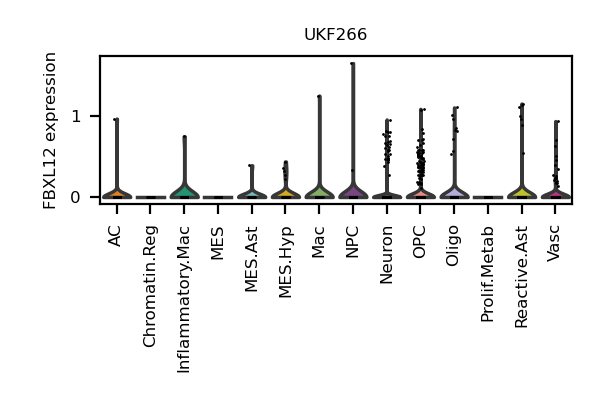 UKF266
FBXL12 expression
1
0
AC
Chromatin.Reg
Inflammatory.Mac
MES
MES.Ast
MES.Hyp
Mac
NPC
Neuron
OPC
Oligo
Prolif.Metab
Reactive.Ast
Vasc